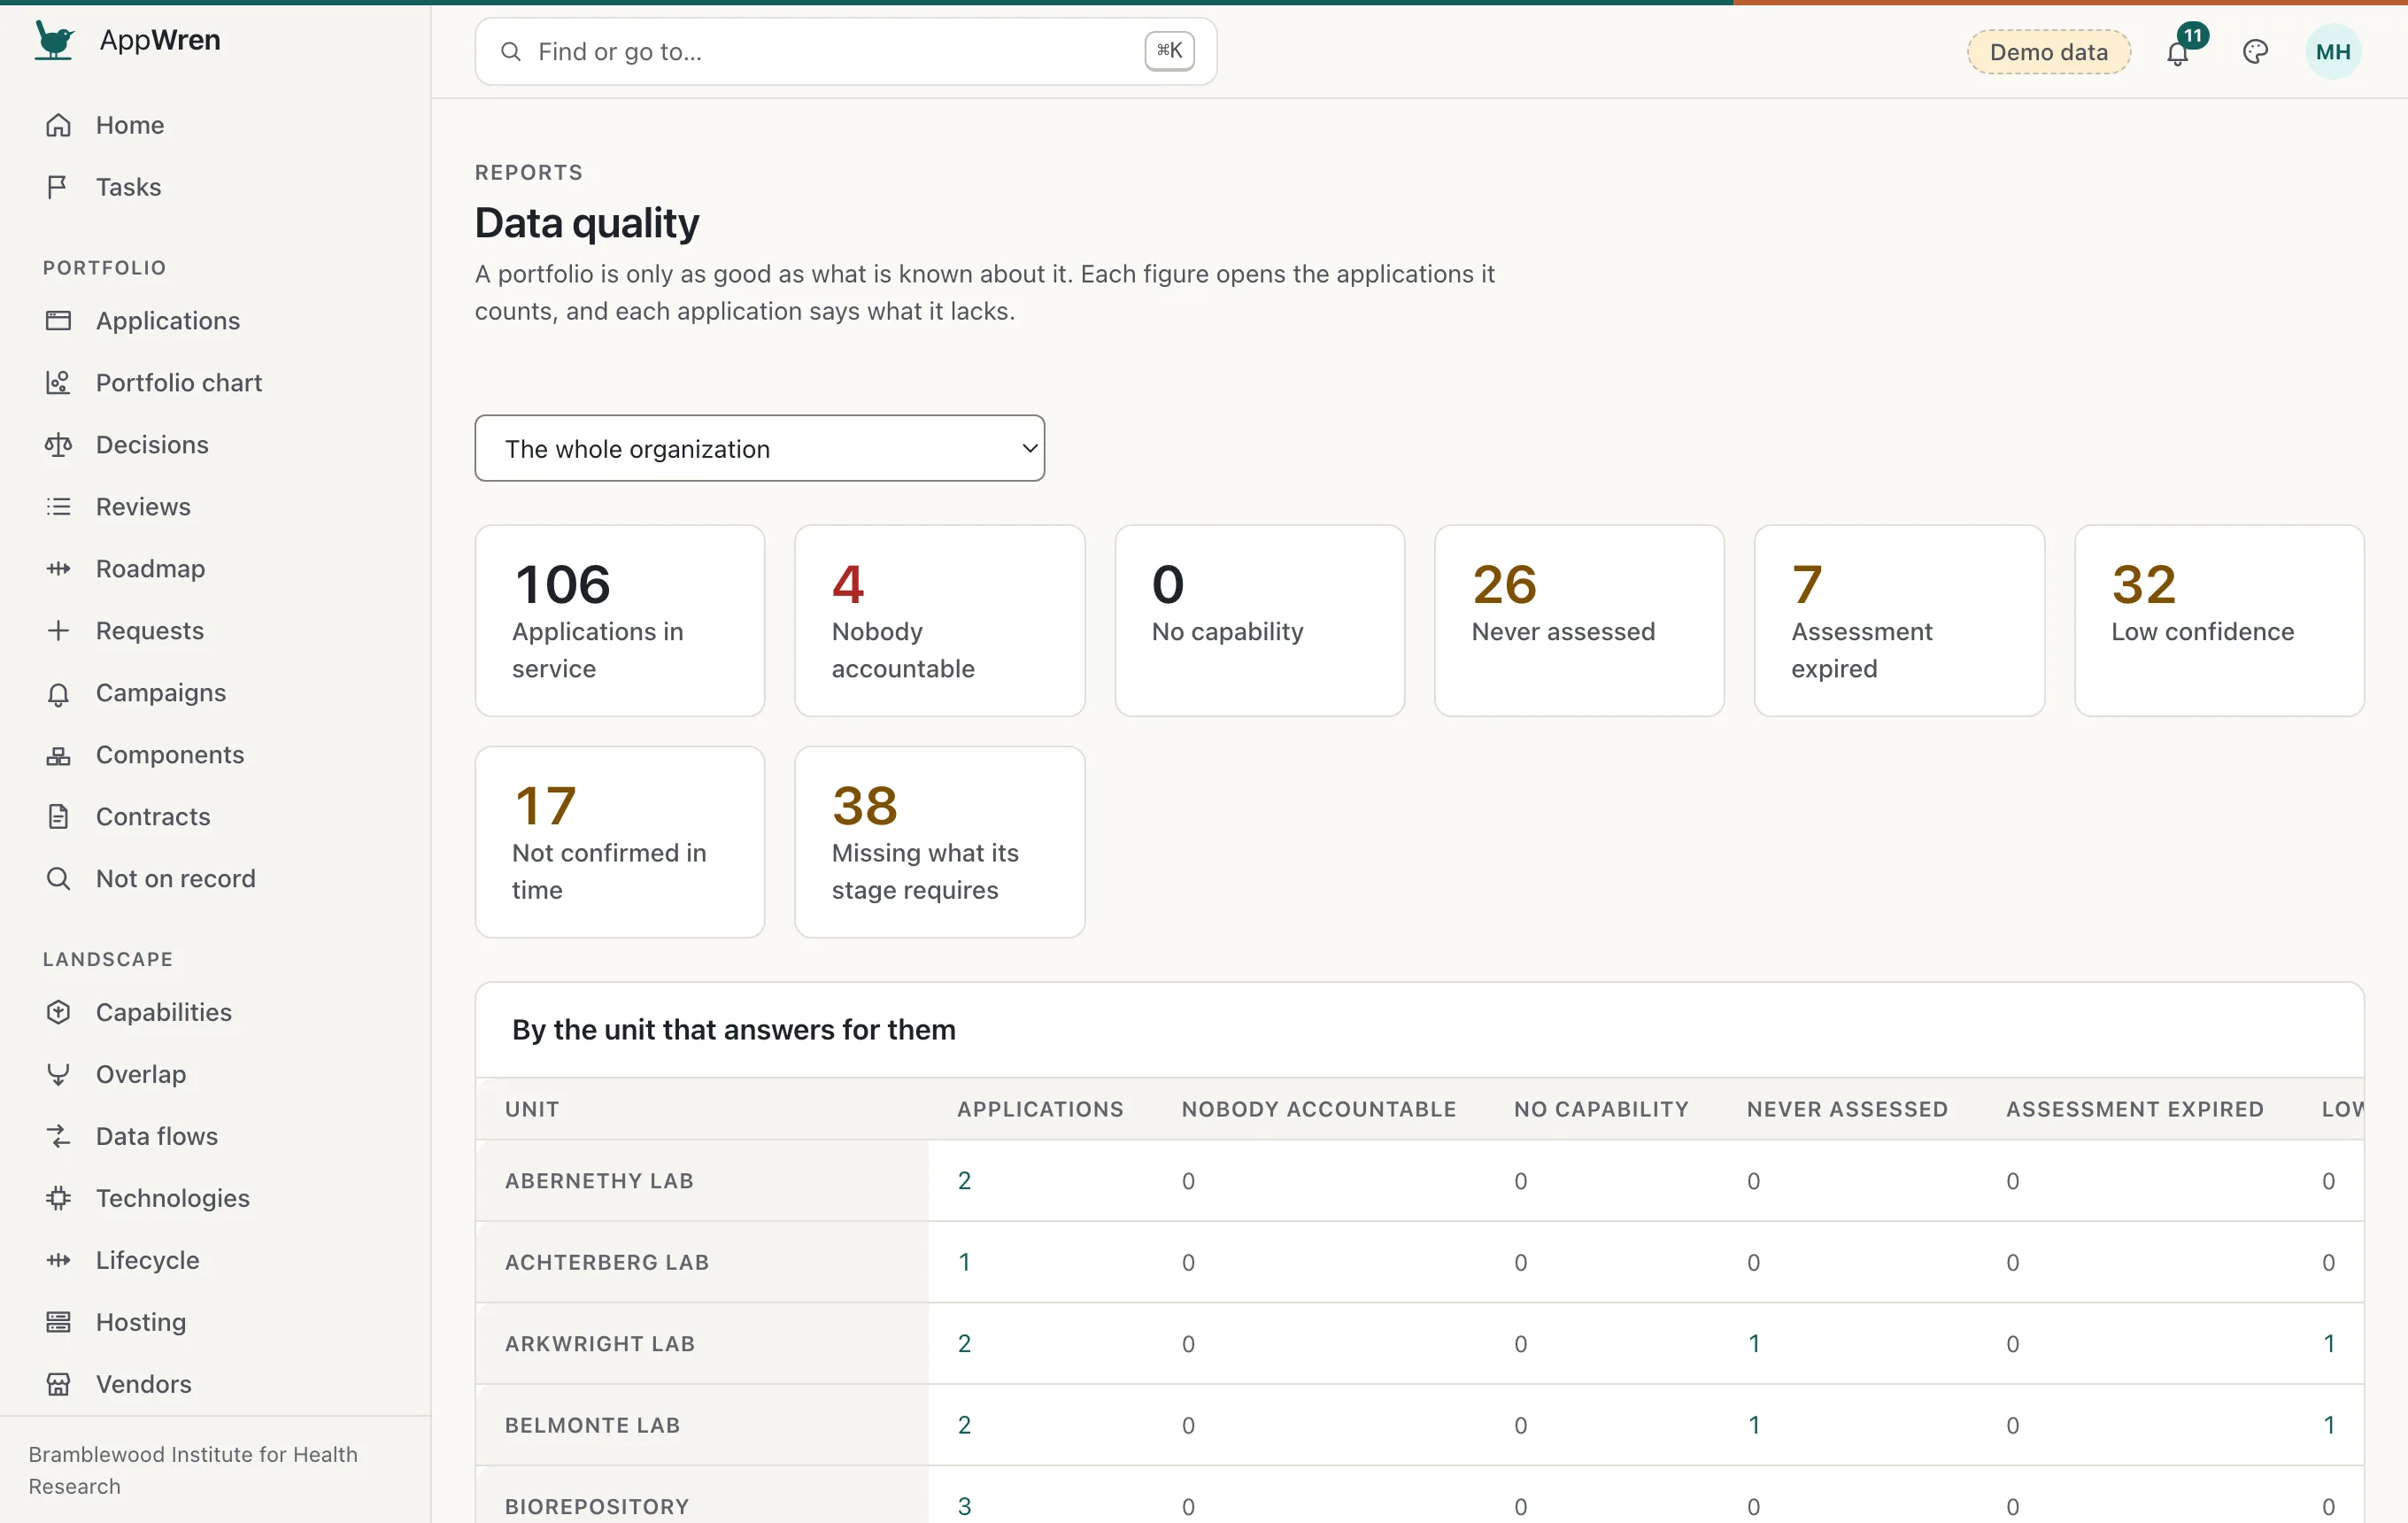 AppWren
Find or go to...
⌘K
Demo data
11
MH
Home
Tasks
PORTFOLIO
Applications
Portfolio chart
Decisions
Reviews
Roadmap
Requests
Campaigns
Components
Contracts
Not on record
LANDSCAPE
Capabilities
Overlap
Data flows
Technologies
Lifecycle
Hosting
Vendors
Bramblewood Institute for Health
Research
REPORTS
Data quality
A portfolio is only as good as what is known about it. Each figure opens the applications it
counts, and each application says what it lacks.
The whole organization
106
Applications in
service
4
Nobody
accountable
0
No capability
26
Never assessed
7
Assessment
expired
32
Low confidence
17
Not confirmed in
time
38
Missing what its
stage requires
By the unit that answers for them
UNIT APPLICATIONS NOBODY ACCOUNTABLE NO CAPABILITY NEVER ASSESSED ASSESSMENT EXPIRED LOW
ABERNETHY LAB 2 0 0 0 0 0
ACHTERBERG LAB 1 0 0 0 0 0
ARKWRIGHT LAB 2 0 0 1 0 1
BELMONTE LAB 2 0 0 1 0 1
BIOREPOSITORY 3 0 0 0 0 0